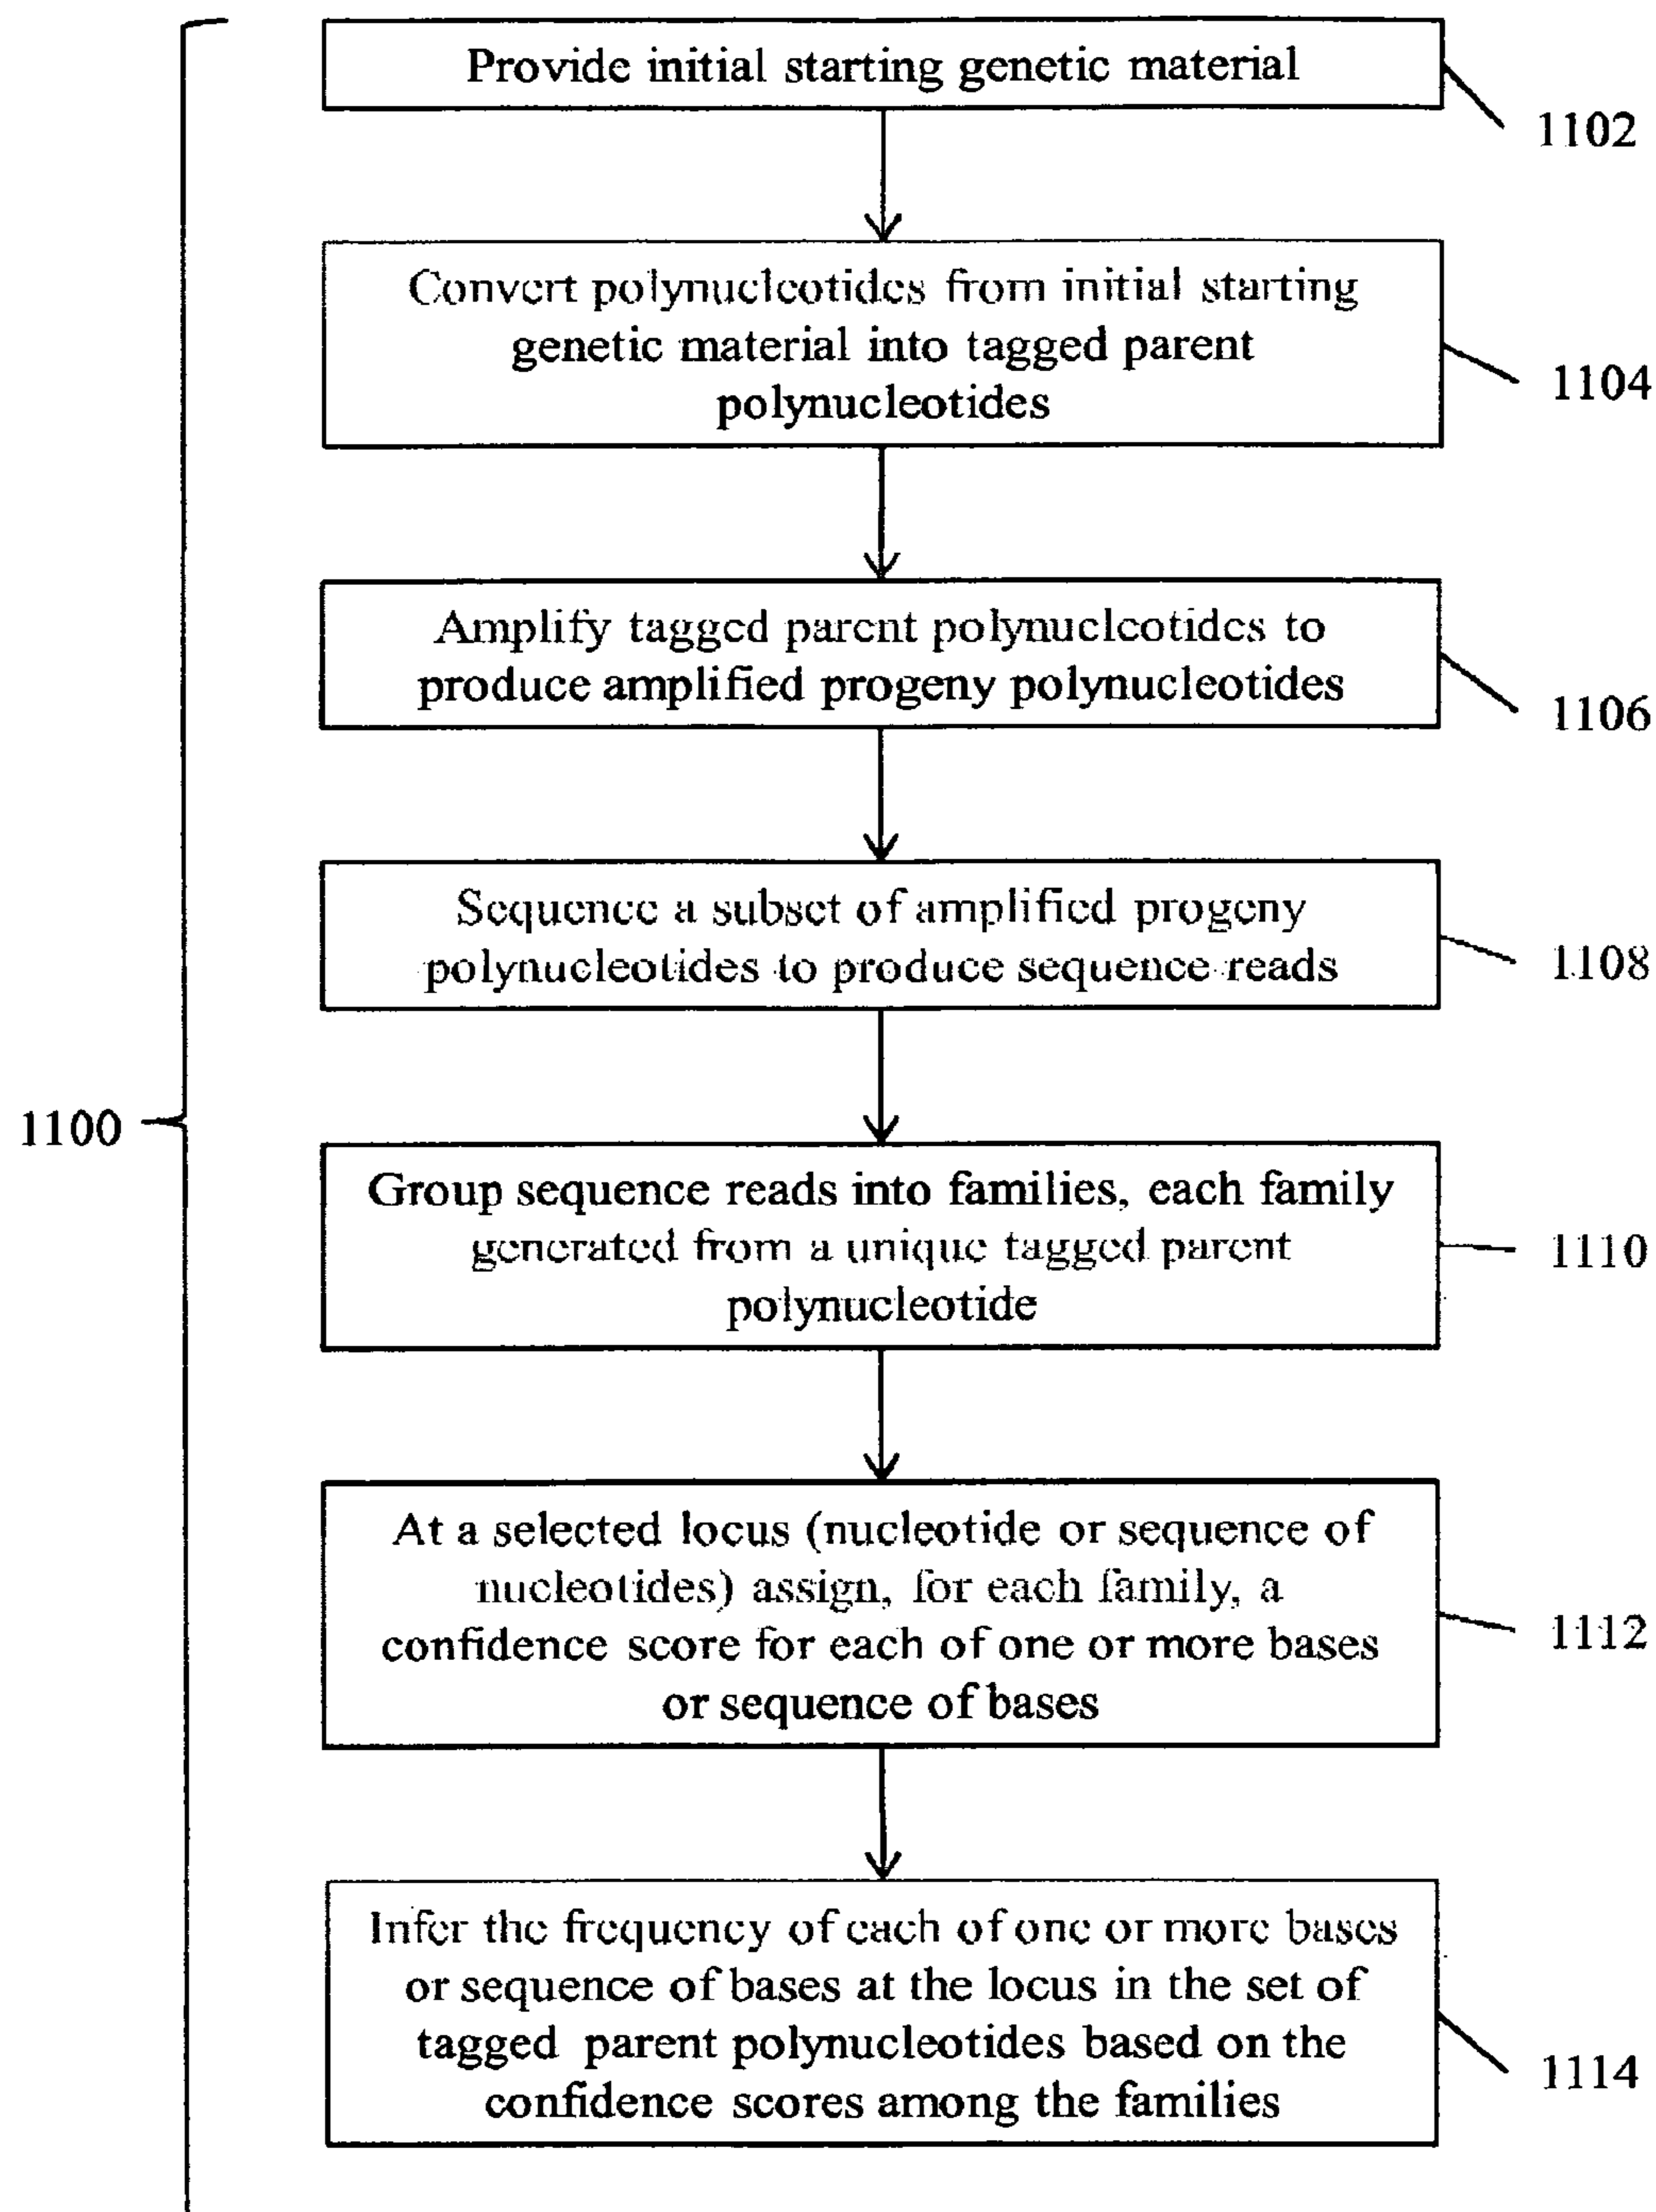 Provide initial starting genetic material
1102
Convert polynucleotides from initial starting
genetic material into tagged parent
polynucleotides
1104
Amplify tagged parent polynucleotides to
produce amplified progeny polynucleotides
1106
Sequence a subset of amplified progeny
polynucleotides to produce sequence reads
1108
1100
Group sequence reads into families, each family
generated from a unique tagged parent
polynucleotide
1110
At a selected locus (nucleotide or sequence of
nucleotides) assign, for each family, a
confidence score for each of one or more bases
or sequence of bases
1112
Infer the frequency of each of one or more bases
or sequence of bases at the locus in the set of
tagged parent polynucleotides based on the
confidence scores among the families
1114